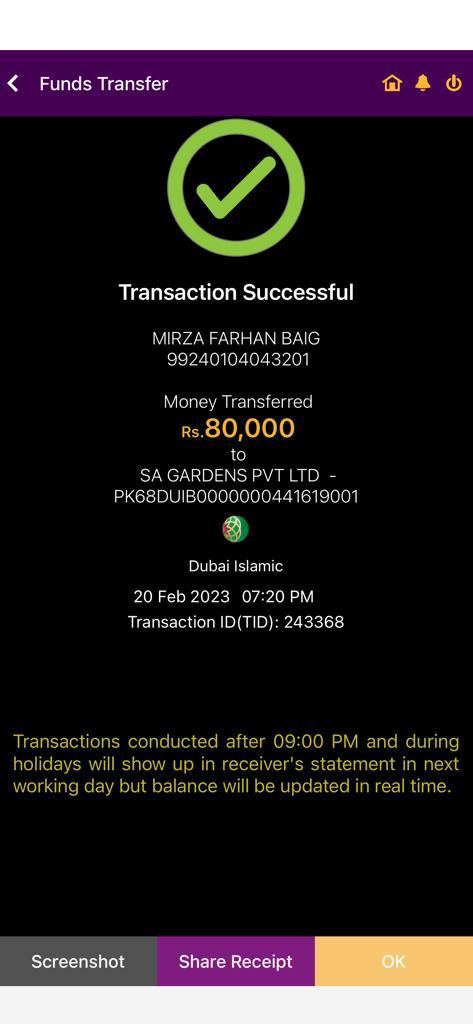 Funds Transfer
Transaction Successful
MIRZA FARHAN BAIG
99240104043201
Money Transferred
Rs.80,000
to
SA GARDENS PVT LTD -
PK68DUIB0000000441619001
Dubai Islamic
20 Feb 2023 07:20 PM
Transaction ID(TID): 243368
Transactions conducted after 09:00 PM and during
holidays will show up in receiver's statement in next
working day but balance will be updated in real time.
Screenshot
Share Receipt
OK